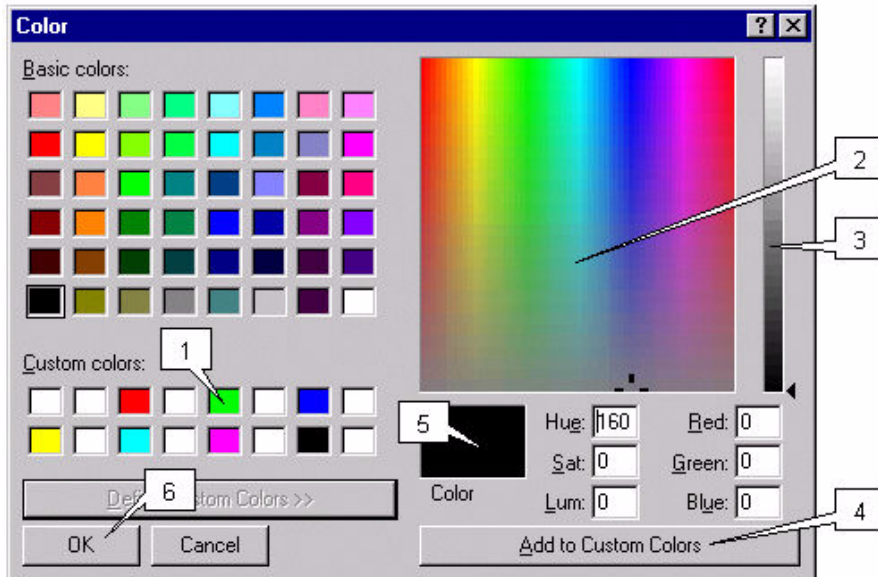 Color
Basic colors:
2
3
1
Custom colors:
5
Hue: 160 Red: 0
Sat: 0 Green: 0
Color
Lum: 0 Blue: 0
6
4
OK Cancel Add to Custom Colors